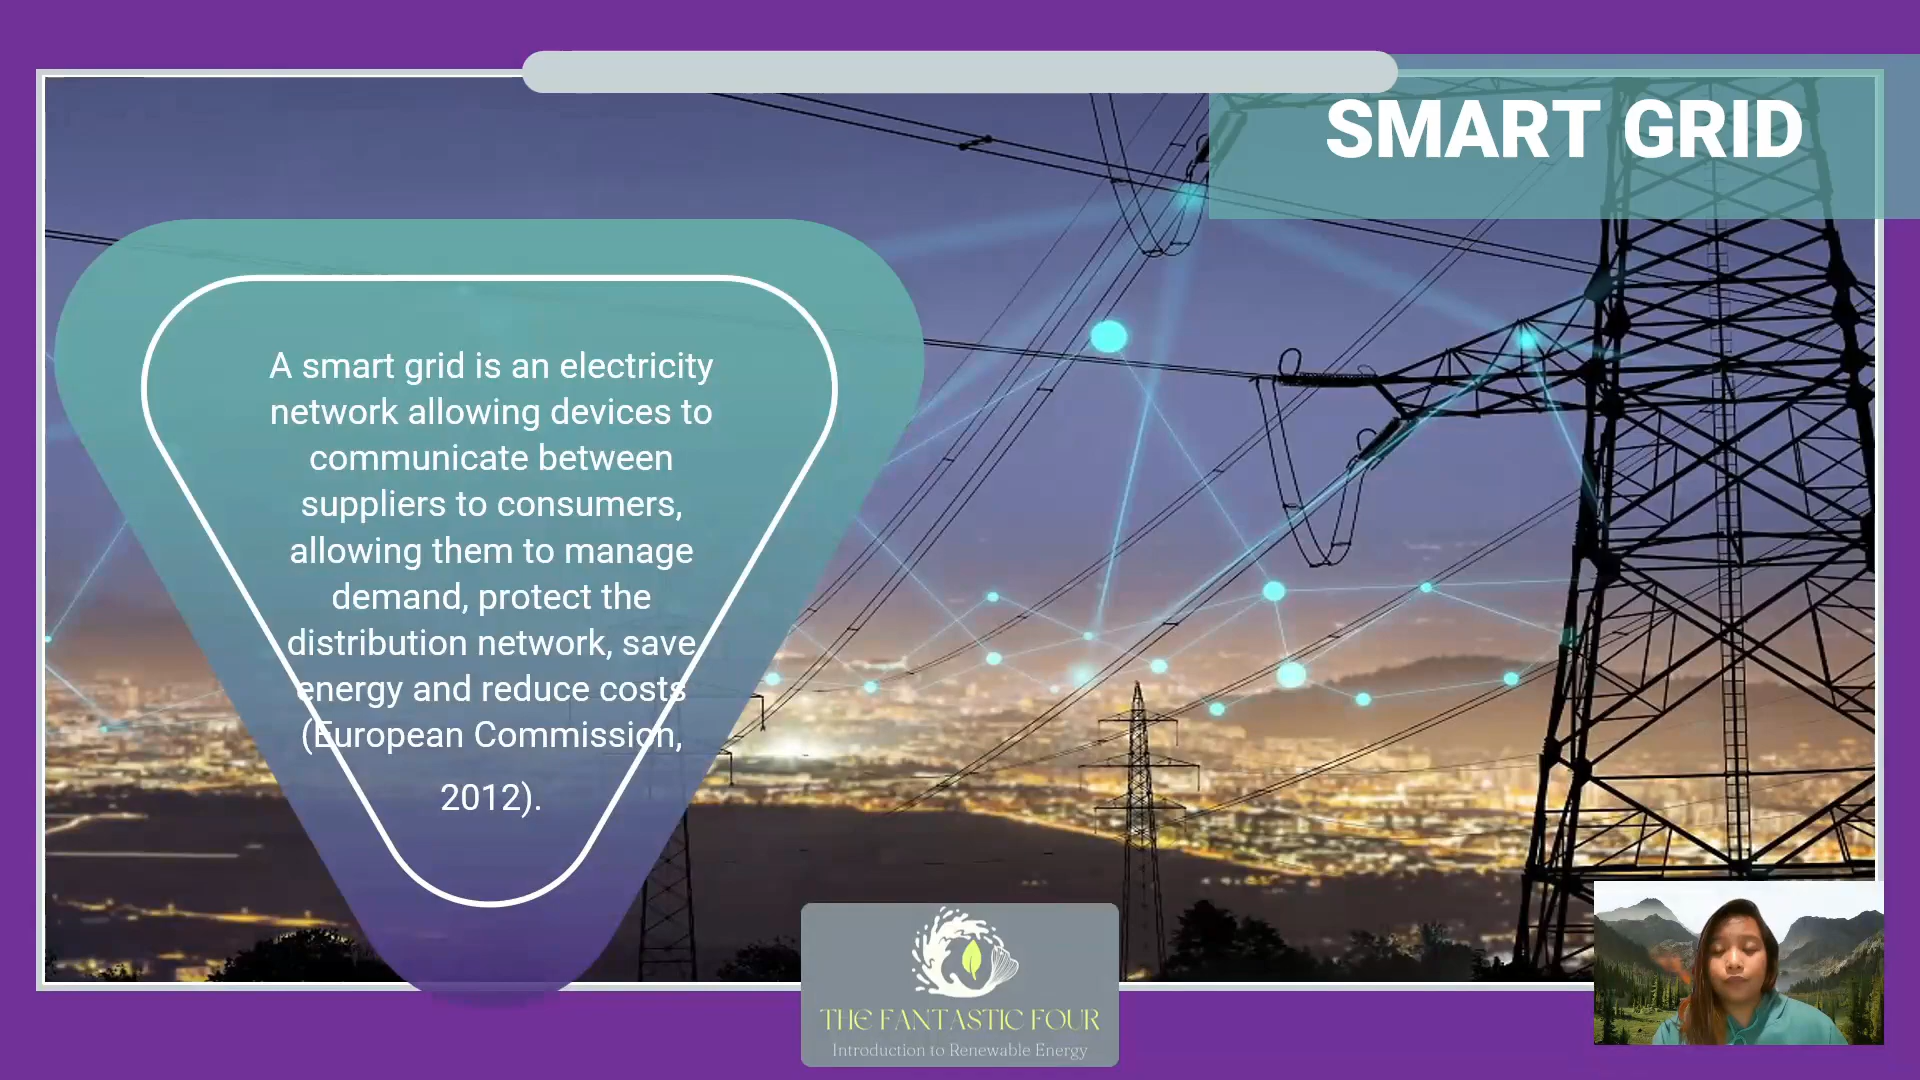 SMART GRID
A smart grid is an electricity
network allowing devices to
communicate between
suppliers to consumers,
allowing them to manage
demand, protect the
distribution network, save
energy and reduce costs
(European Commission,
2012).
THE FANTASTIC FOUR
Introduction to Renewable Energy